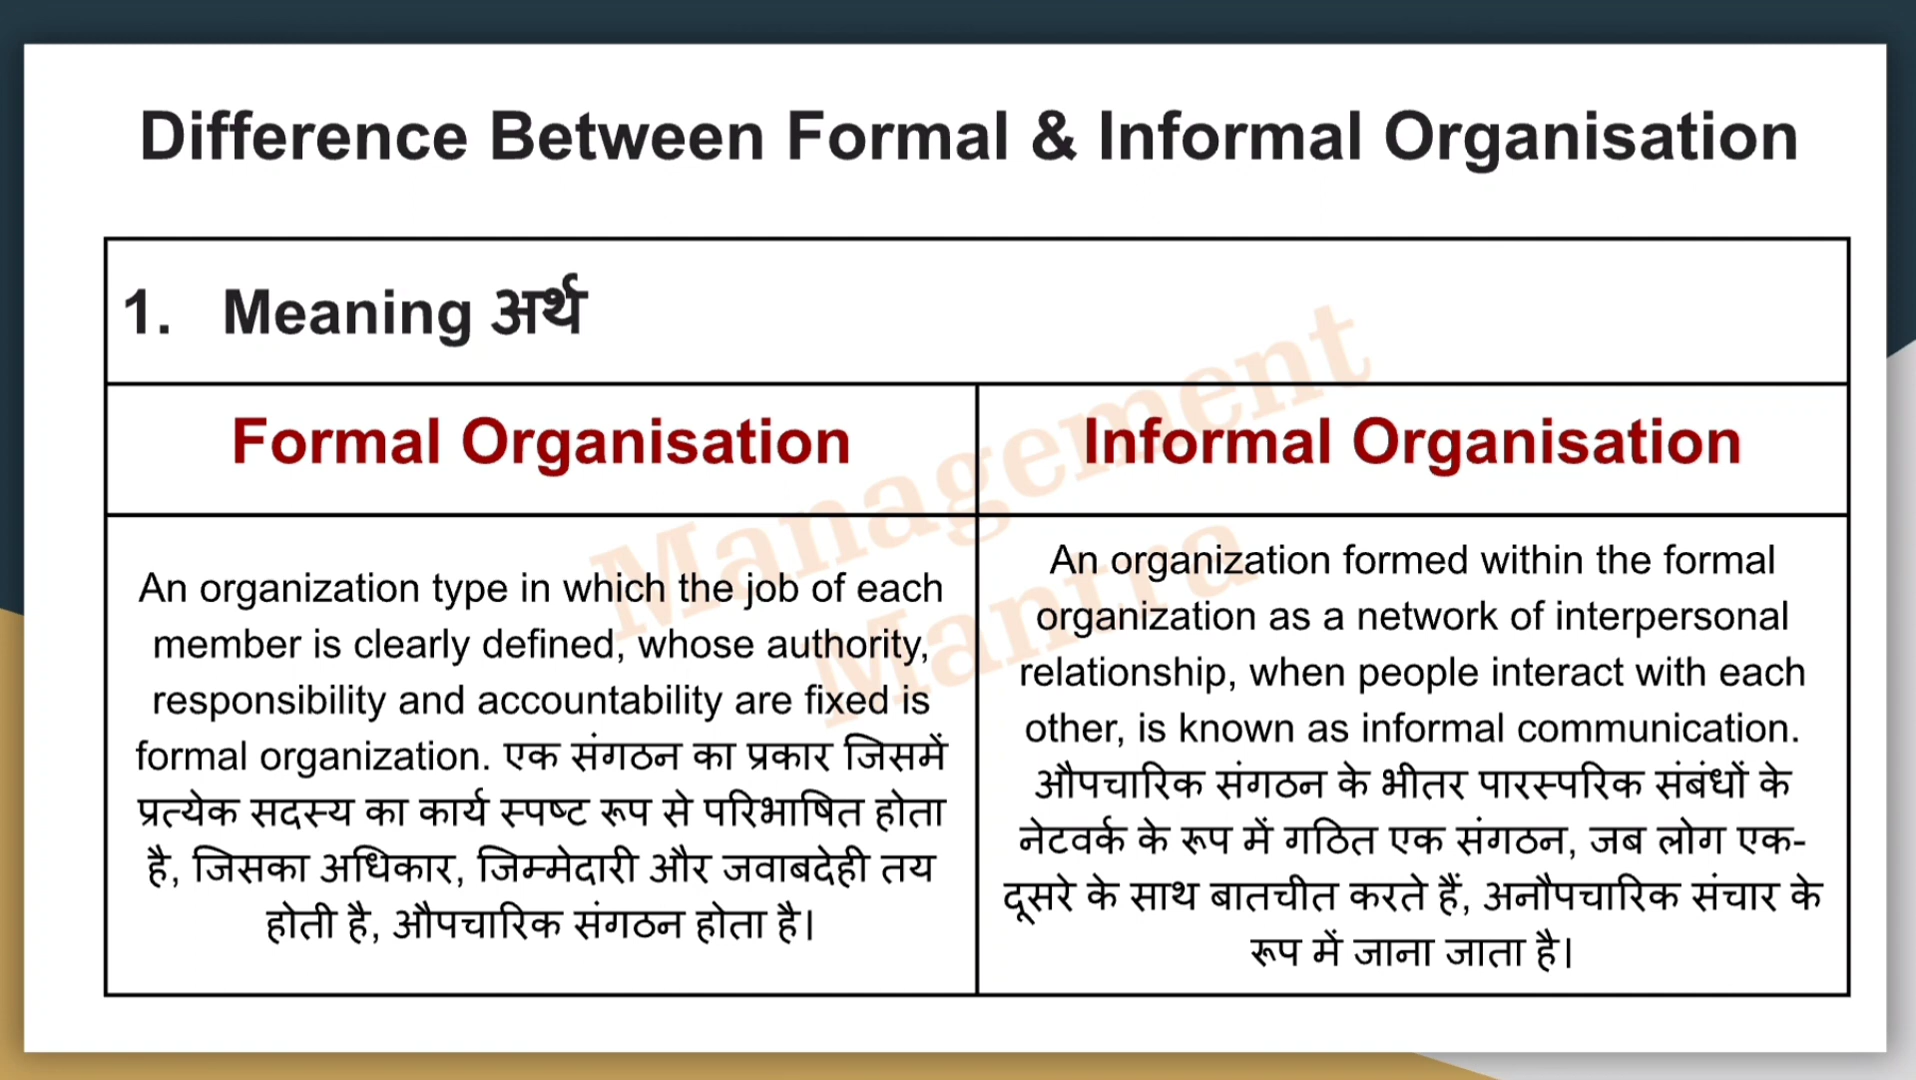 Difference Between Formal & Informal Organisation
1. Meaning अर्थ
Formal Organisation
Informal Organisation
An organization type in which the job of each
member is clearly defined, whose authority,
responsibility and accountability are fixed is
formal organization. एक संगठन का प्रकार जिसमें
प्रत्येक सदस्य का कार्य स्पष्ट रूप से परिभाषित होता
है, जिसका अधिकार, जिम्मेदारी और जवाबदेही तय
होती है, औपचारिक संगठन होता है।
An organization formed within the formal
organization as a network of interpersonal
relationship, when people interact with each
other, is known as informal communication.
औपचारिक संगठन के भीतर पारस्परिक संबंधों के
नेटवर्क के रूप में गठित एक संगठन, जब लोग एक-
दूसरे के साथ बातचीत करते हैं, अनौपचारिक संचार के
रूप में जाना जाता है।
Management
Mantra